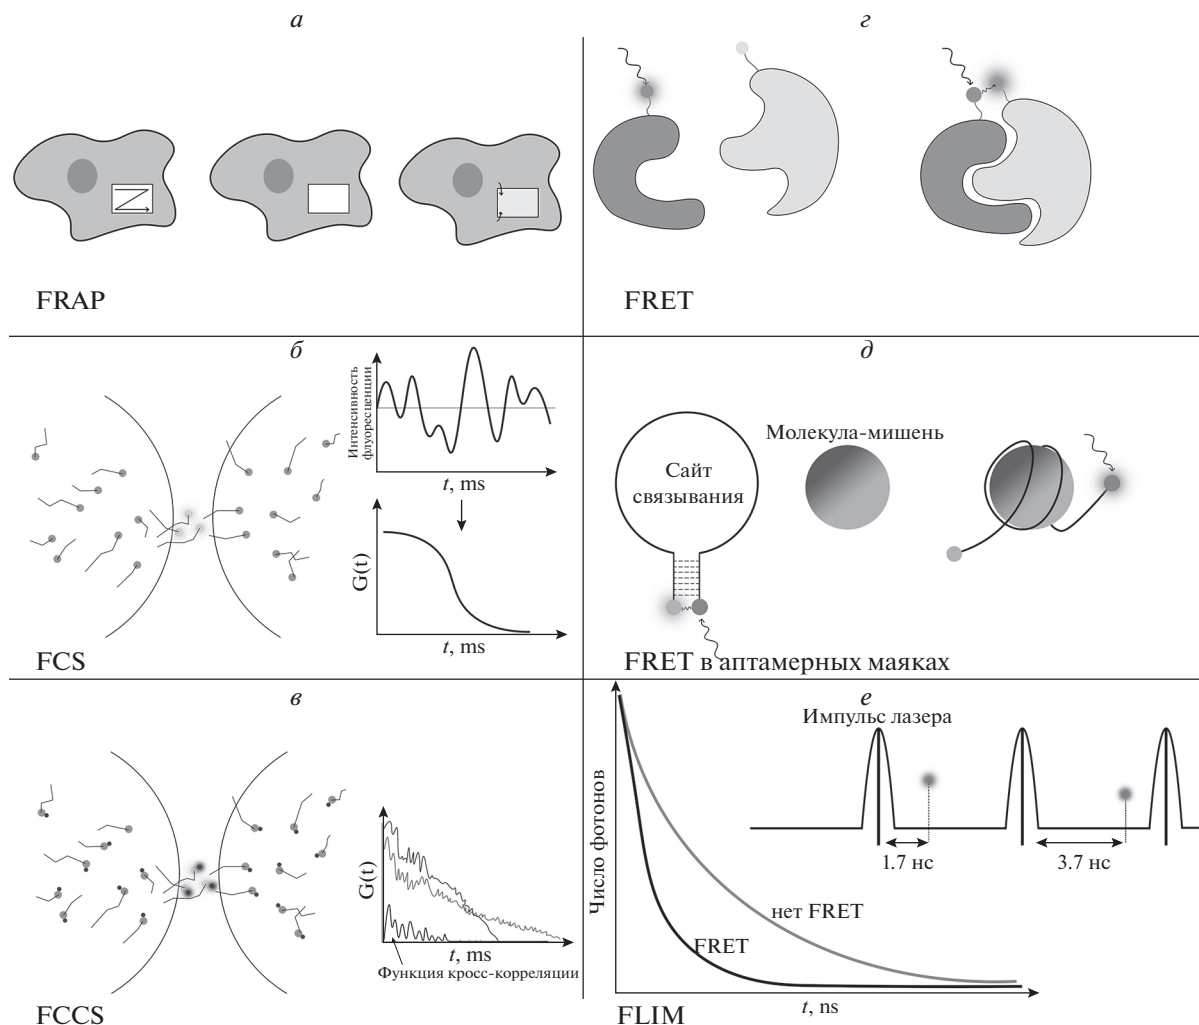 а
FRAP
б
Интенсивность
флуоресценции
t, ms
G(t)
t, ms
FCS
в
G(t)
t, ms
Функция кросс-корреляции
FCCS
г
FRET
д
Молекула-мишень
Сайт
связывания
FRET в аптамерных маяках
е
Импульс лазера
Число фотонов
1.7 нс
3.7 нс
нет FRET
FRET
t, ns
FLIM